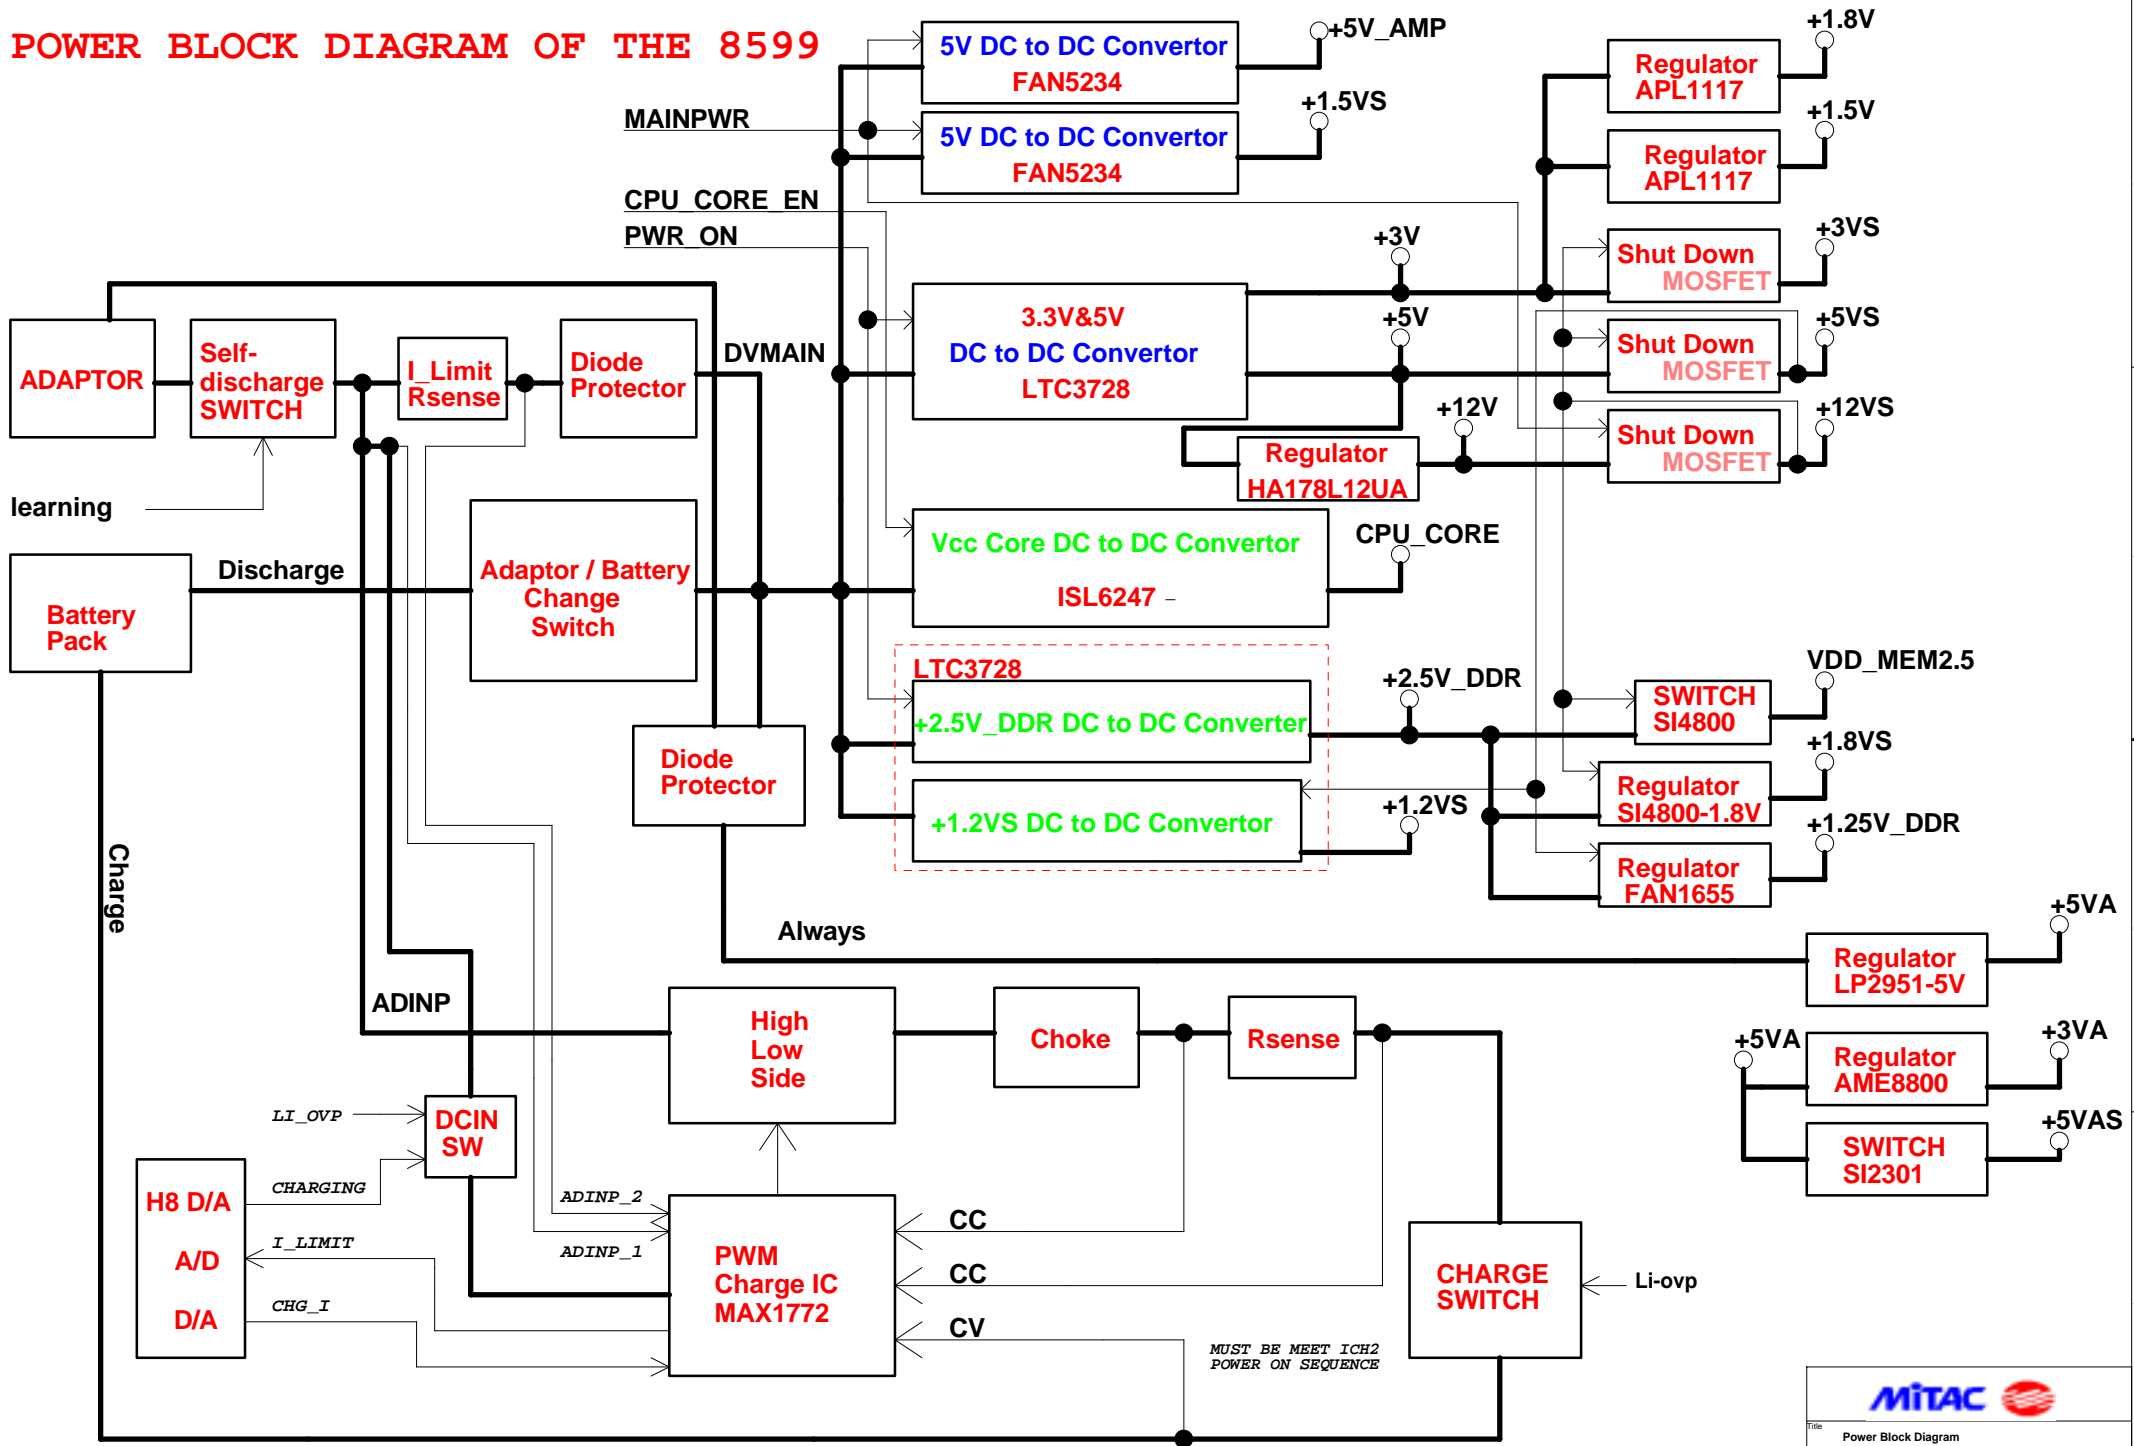 POWER BLOCK DIAGRAM OF THE 8599
5V DC to DC Convertor
FAN5234
+5V_AMP
5V DC to DC Convertor
FAN5234
+1.5VS
MAINPWR
CPU_CORE_EN
PWR_ON
Regulator
APL1117
+1.8V
Regulator
APL1117
+1.5V
Shut Down
MOSFET
+3VS
Shut Down
MOSFET
+5VS
Shut Down
MOSFET
+12VS
+3V
+5V
3.3V&5V
DC to DC Convertor
LTC3728
+12V
Regulator
HA178L12UA
ADAPTOR
Self-
discharge
SWITCH
I_Limit
Rsense
Diode
Protector
DVMAIN
learning
Battery
Pack
Discharge
Adaptor / Battery
Change
Switch
Vcc Core DC to DC Convertor
ISL6247 –
CPU_CORE
LTC3728
+2.5V_DDR DC to DC Converter
+2.5V_DDR
+1.2VS DC to DC Convertor
+1.2VS
SWITCH
SI4800
VDD_MEM2.5
Regulator
SI4800-1.8V
+1.8VS
Regulator
FAN1655
+1.25V_DDR
Diode
Protector
Charge
Always
Regulator
LP2951-5V
+5VA
+5VA
Regulator
AME8800
+3VA
SWITCH
SI2301
+5VAS
ADINP
High
Low
Side
Choke
Rsense
LI_OVP
DCIN
SW
CHARGING
H8 D/A
A/D
D/A
I_LIMIT
CHG_I
ADINP_2
ADINP_1
PWM
Charge IC
MAX1772
CC
CC
CV
CHARGE
SWITCH
Li-ovp
MUST BE MEET ICH2
POWER ON SEQUENCE
MiTAC
Title
Power Block Diagram